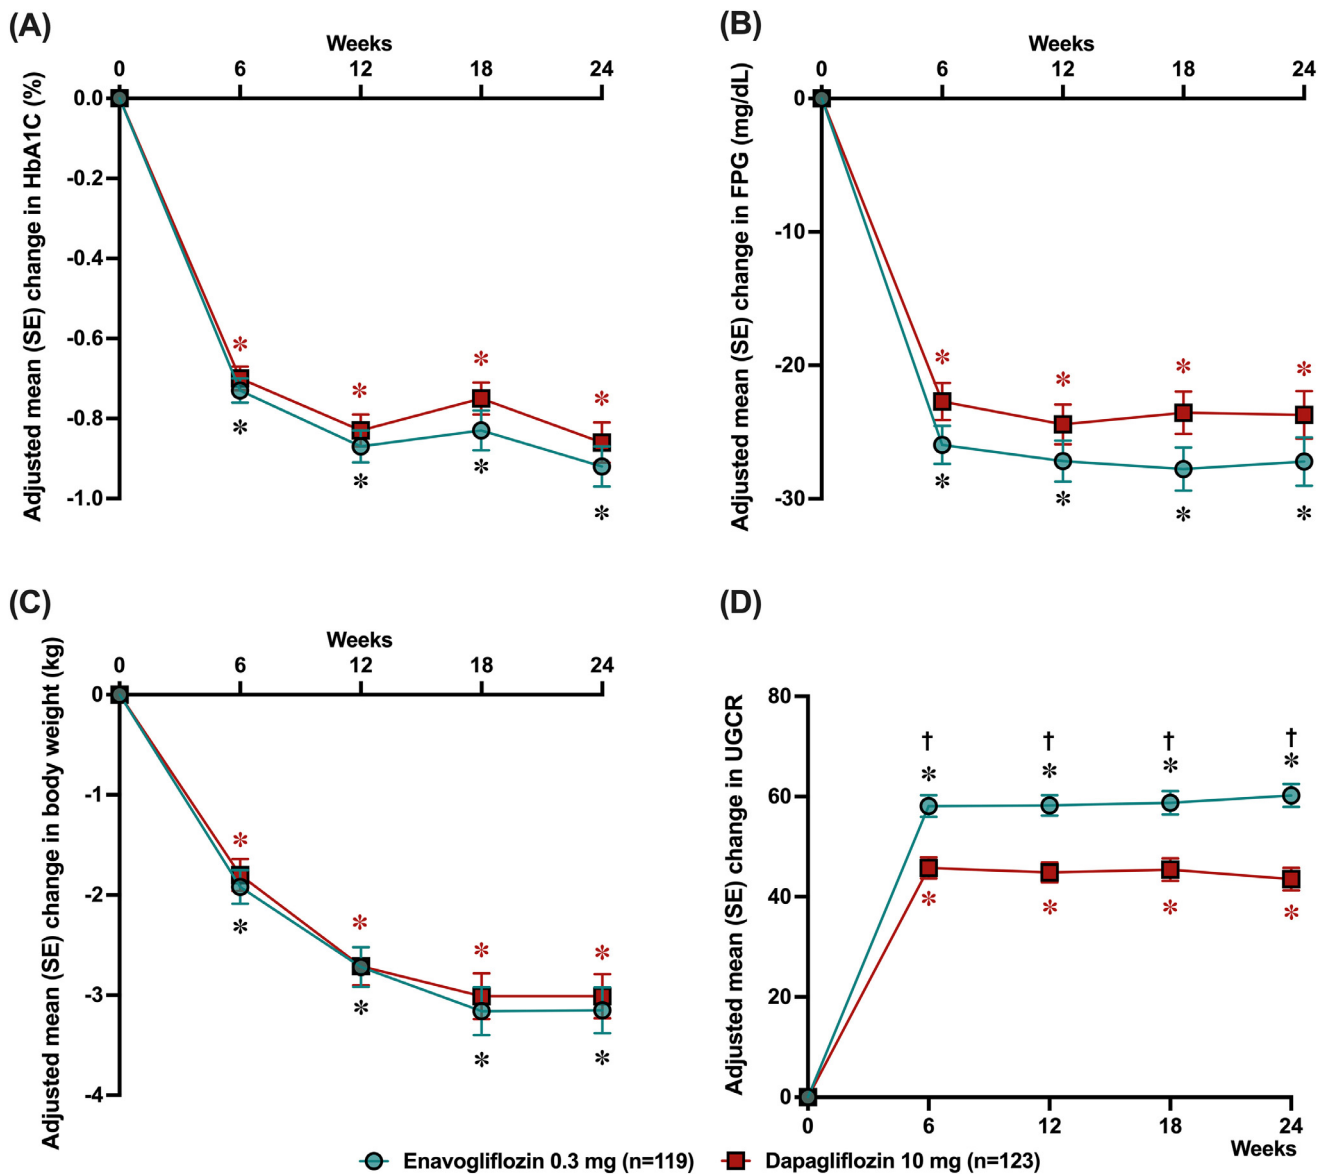 (A)
Weeks
0 6 12 18 24
Adjusted mean (SE) change in HbA1C (%)
0.0
-0.2
-0.4
-0.6
-0.8
-1.0
* * * *
* * * *
(B)
Weeks
0 6 12 18 24
Adjusted mean (SE) change in FPG (mg/dL)
0
-10
-20
-30
* * * *
* * * *
(C)
Weeks
0 6 12 18 24
Adjusted mean (SE) change in body weight (kg)
0
-1
-2
-3
-4
* * * *
* * * *
(D)
Adjusted mean (SE) change in UGCR
80
60
40
20
0
† † † †
* * * *
* * * *
0 6 12 18 24
Weeks
Enavogliflozin 0.3 mg (n=119) Dapagliflozin 10 mg (n=123)